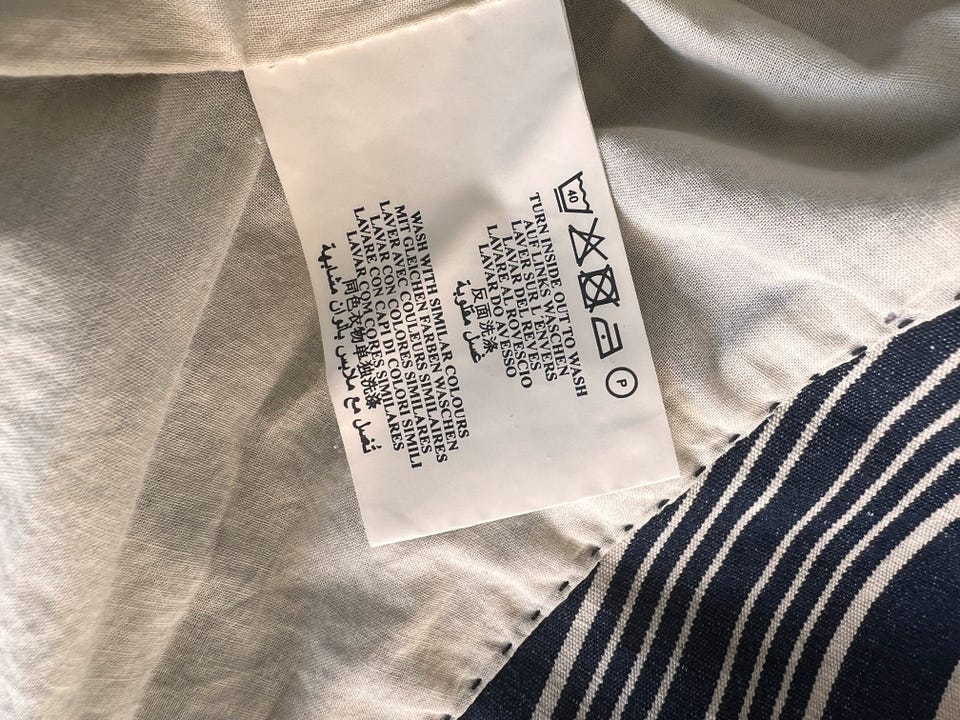 40
P
TURN INSIDE OUT TO WASH
AUF LINKS WASCHEN
LAVER SUR L'ENVERS
LAVAR DEL REVES
LAVARE AL ROVESCIO
LAVAR DO AVESSO
反面洗涤
غسل مقلوبة
WASH WITH SIMILAR COLOURS
MIT GLEICHEN FARBEN WASCHEN
LAVER AVEC COULEURS SIMILAIRES
LAVAR CON COLORES SIMILARES
LAVARE CON CAPI DI COLORI SIMILI
LAVAR COM CORES SIMILARES
同色衣物单独洗涤
تغسل مع ملابس بلوان مشابهة